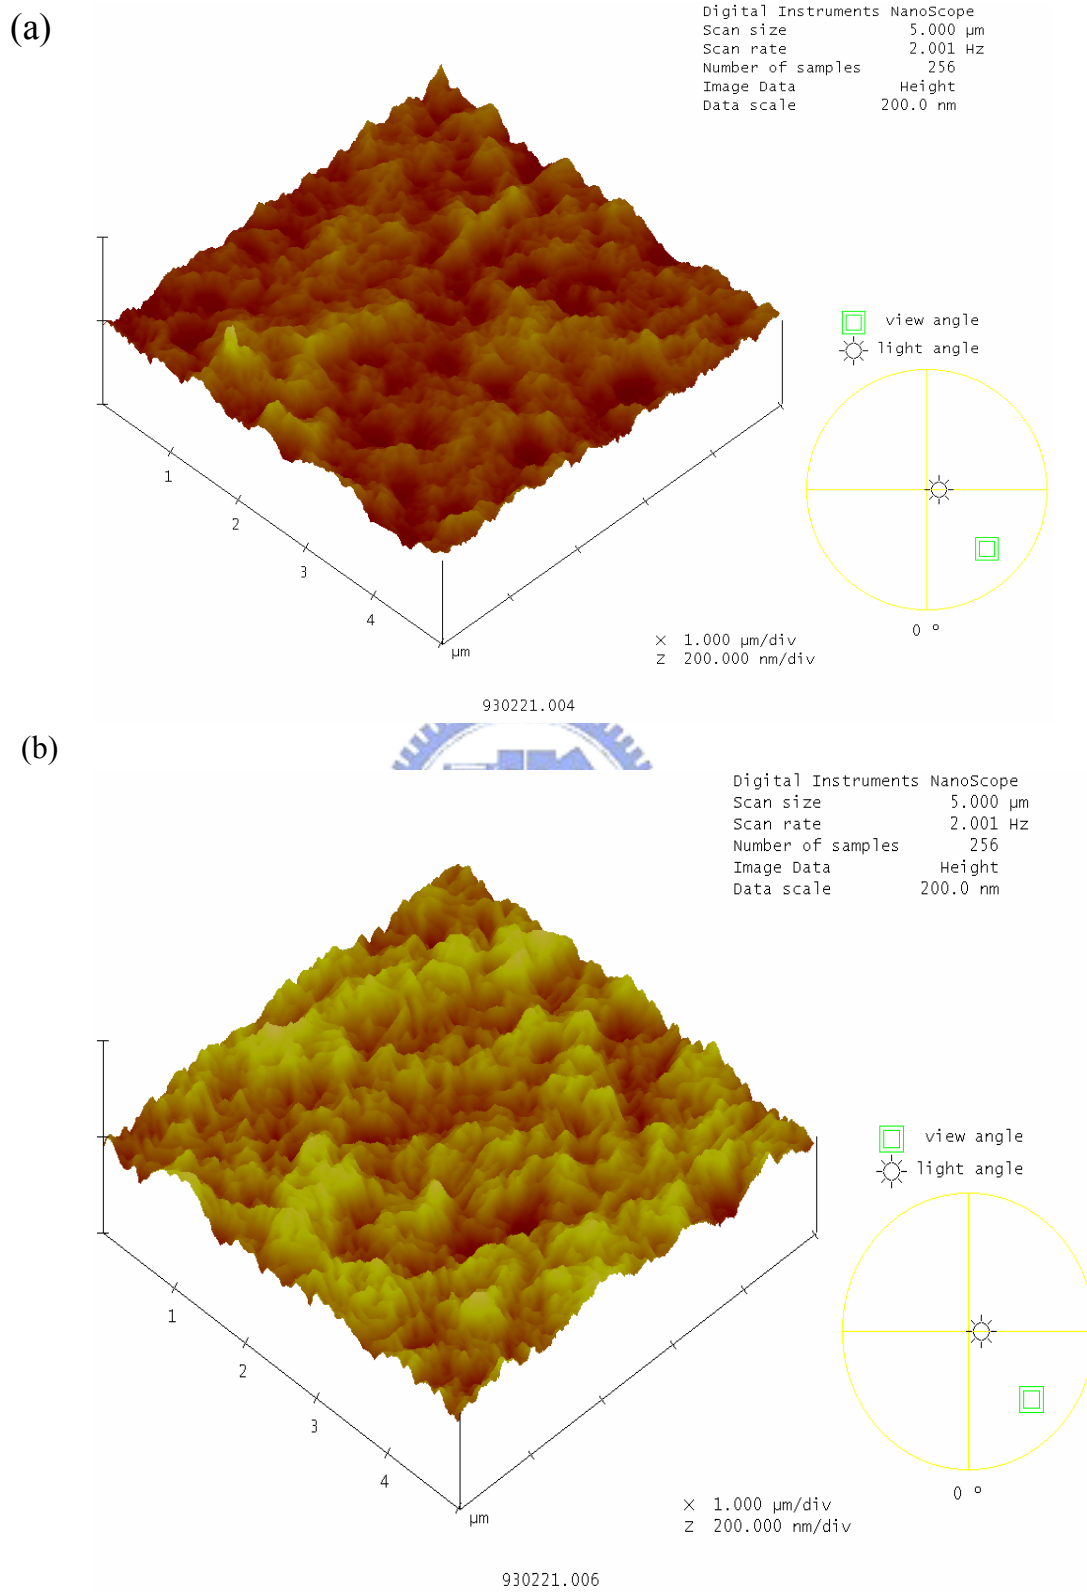 (a)
Digital Instruments NanoScope
Scan size 5.000 µm
Scan rate 2.001 Hz
Number of samples 256
Image Data Height
Data scale 200.0 nm
view angle
light angle
1
2
3
4
µm
0 º
X 1.000 µm/div
Z 200.000 nm/div
930221.004
(b)
Digital Instruments NanoScope
Scan size 5.000 µm
Scan rate 2.001 Hz
Number of samples 256
Image Data Height
Data scale 200.0 nm
view angle
light angle
1
2
3
4
µm
0 º
X 1.000 µm/div
Z 200.000 nm/div
930221.006